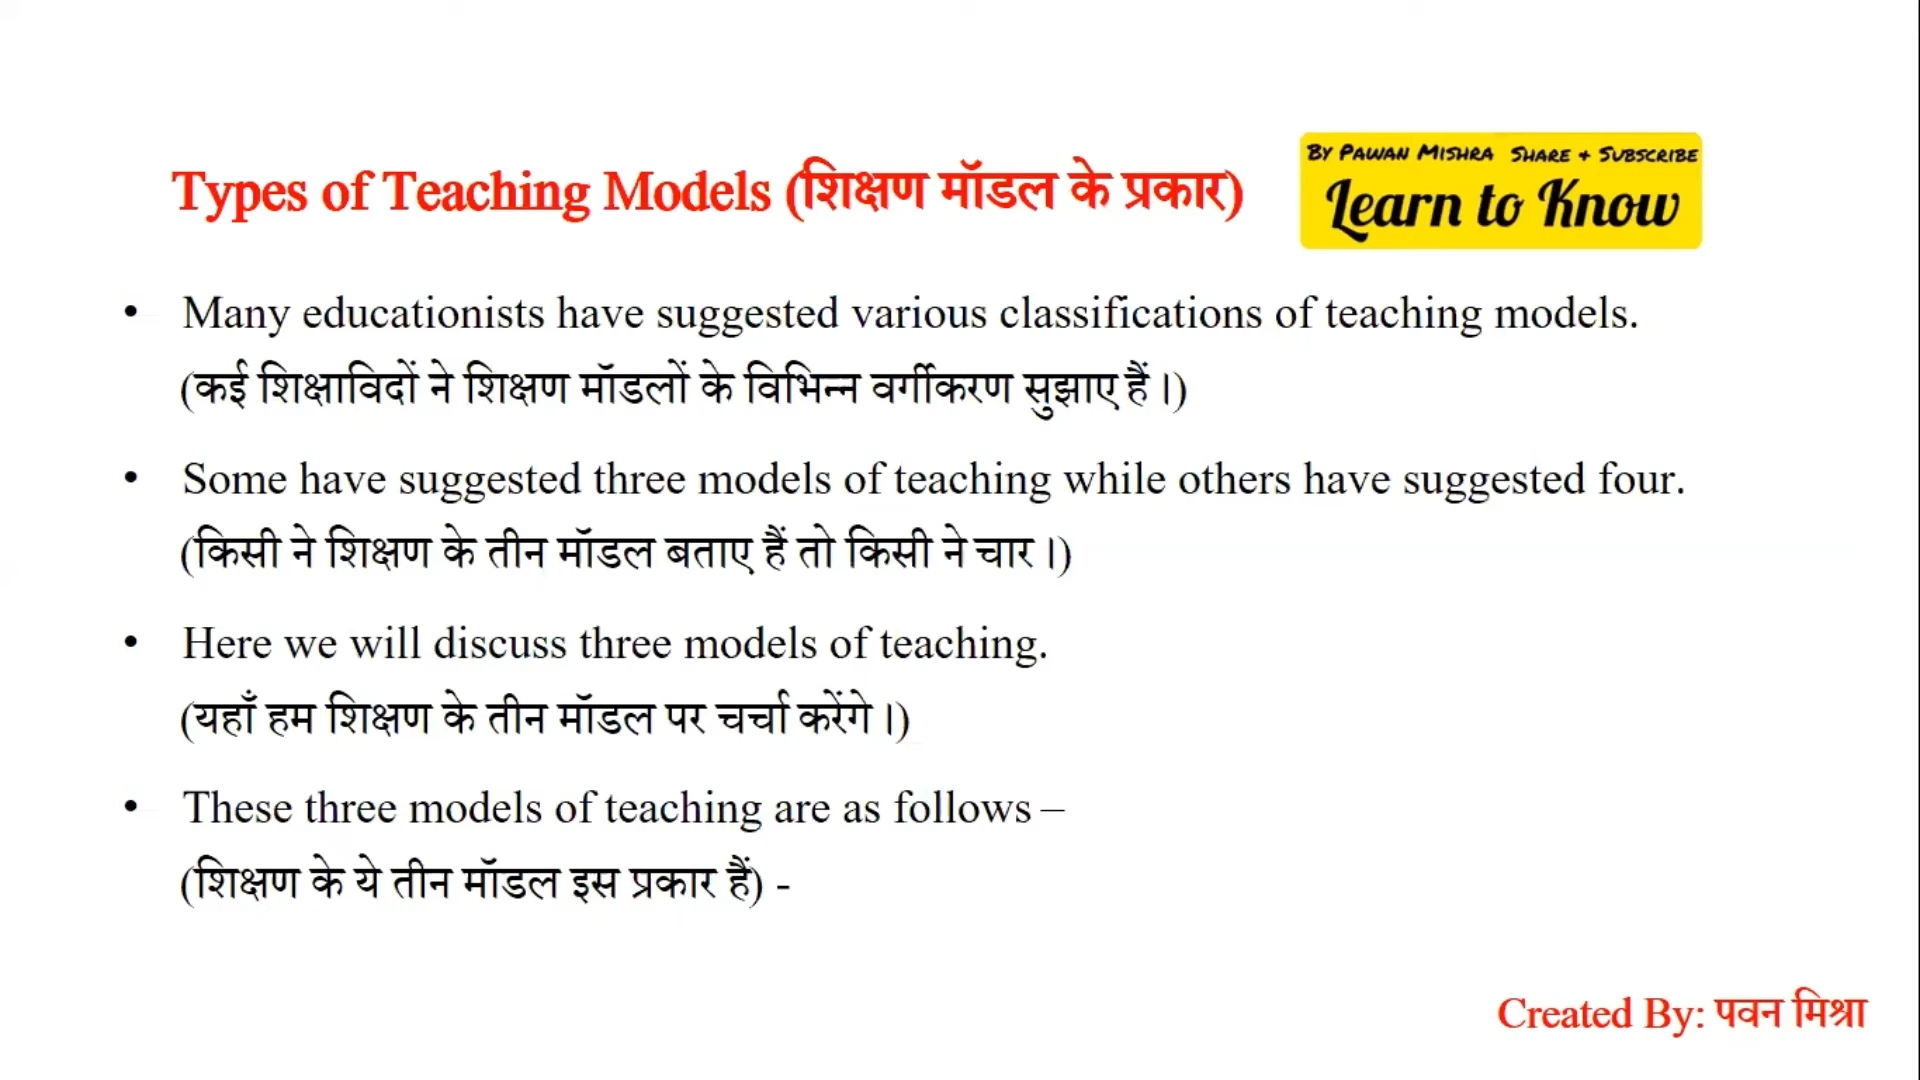 Types of Teaching Models (शिक्षण मॉडल के प्रकार)
By Pawan Mishra Share + Subscribe
Learn to Know
• Many educationists have suggested various classifications of teaching models.
(कई शिक्षाविदों ने शिक्षण मॉडलों के विभिन्न वर्गीकरण सुझाए हैं।)
• Some have suggested three models of teaching while others have suggested four.
(किसी ने शिक्षण के तीन मॉडल बताए हैं तो किसी ने चार।)
• Here we will discuss three models of teaching.
(यहाँ हम शिक्षण के तीन मॉडल पर चर्चा करेंगे।)
• These three models of teaching are as follows –
(शिक्षण के ये तीन मॉडल इस प्रकार हैं) -
Created By: पवन मिश्रा